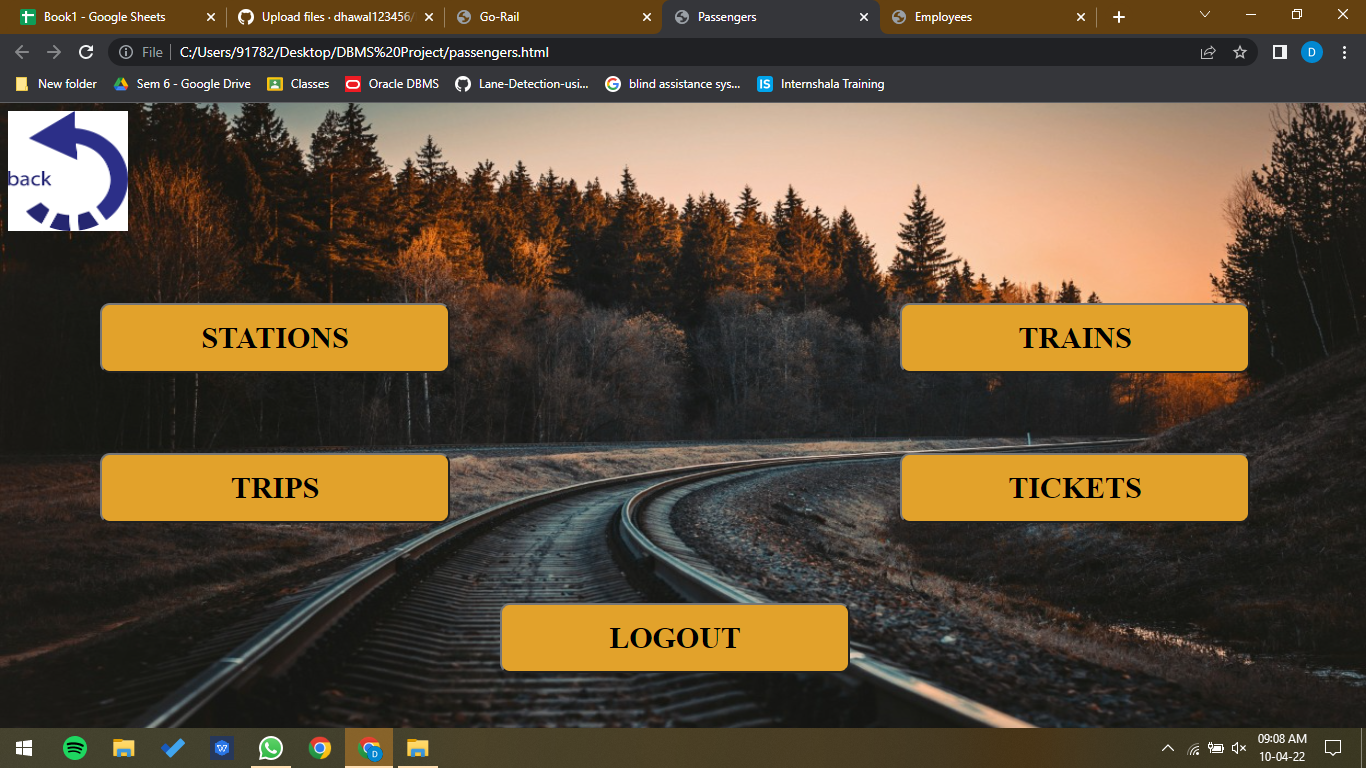 Book1 - Google Sheets
Upload files · dhawal123456/
Go-Rail
Passengers
Employees
File
C:/Users/91782/Desktop/DBMS%20Project/passengers.html
D
New folder
Sem 6 - Google Drive
Classes
Oracle DBMS
Lane-Detection-usi...
blind assistance sys...
IS
Internshala Training
back
STATIONS
TRAINS
TRIPS
TICKETS
LOGOUT
D
09:08 AM
10-04-22